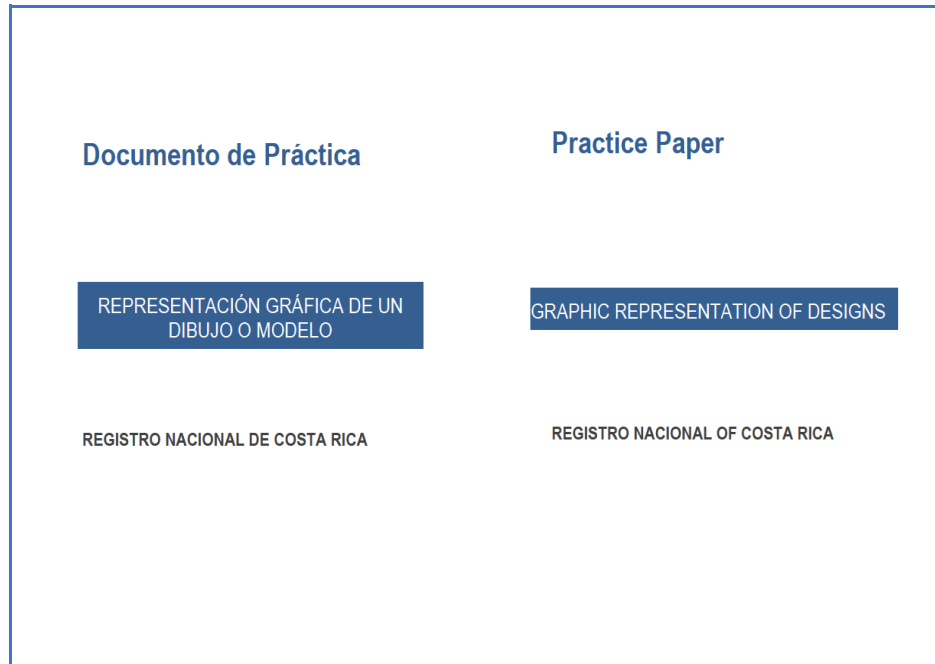 Documento de Práctica
REPRESENTACIÓN GRÁFICA DE UN
DIBUJO O MODELO
REGISTRO NACIONAL DE COSTA RICA
Practice Paper
GRAPHIC REPRESENTATION OF DESIGNS
REGISTRO NACIONAL OF COSTA RICA